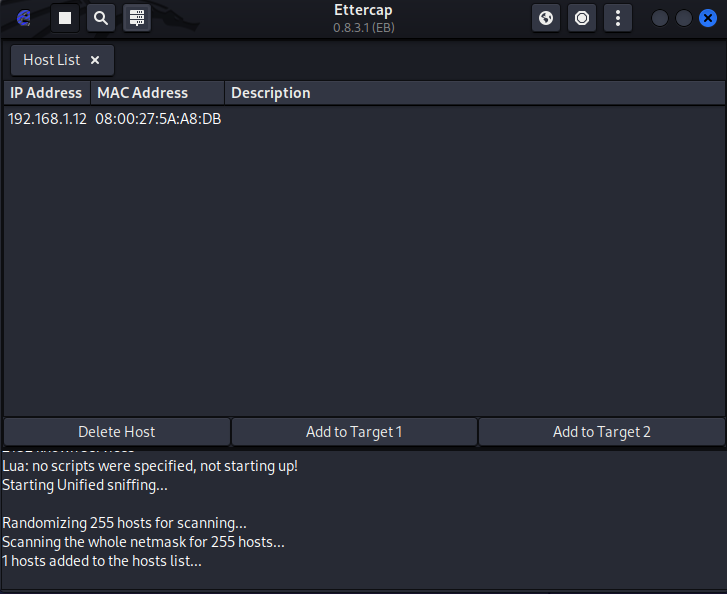 Ettercap
0.8.3.1 (EB)
Host List ×
IP Address MAC Address Description
192.168.1.12 08:00:27:5A:A8:DB
Delete Host Add to Target 1 Add to Target 2
Lua: no scripts were specified, not starting up!
Starting Unified sniffing...
Randomizing 255 hosts for scanning...
Scanning the whole netmask for 255 hosts...
1 hosts added to the hosts list...